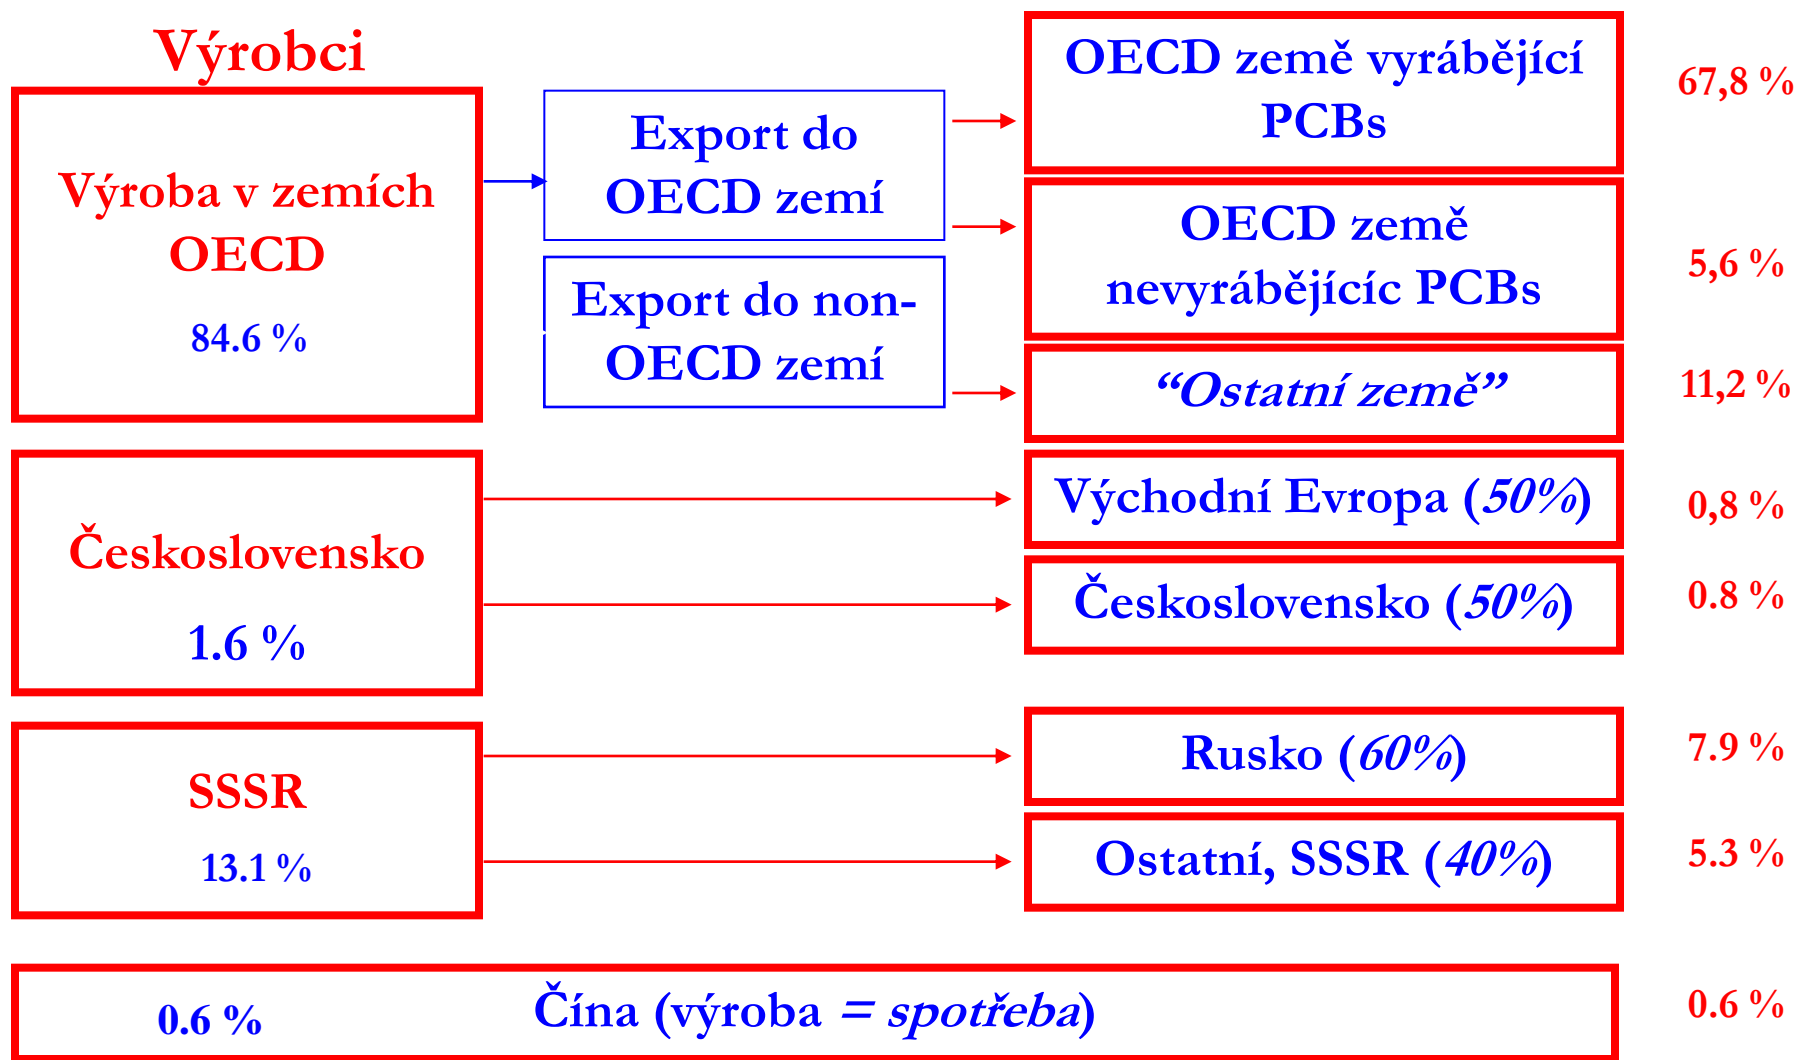 Výrobci
Výroba v zemích
OECD
84.6 %
Export do
OECD zemí
Export do non-
OECD zemí
OECD země vyrábějící
PCBs
67,8 %
OECD země
nevyrábějícíc PCBs
5,6 %
“Ostatní země”
11,2 %
Československo
1.6 %
Východní Evropa (50%)
0,8 %
Československo (50%)
0.8 %
SSSR
13.1 %
Rusko (60%)
7.9 %
Ostatní, SSSR (40%)
5.3 %
0.6 %
Čína (výroba = spotřeba)
0.6 %